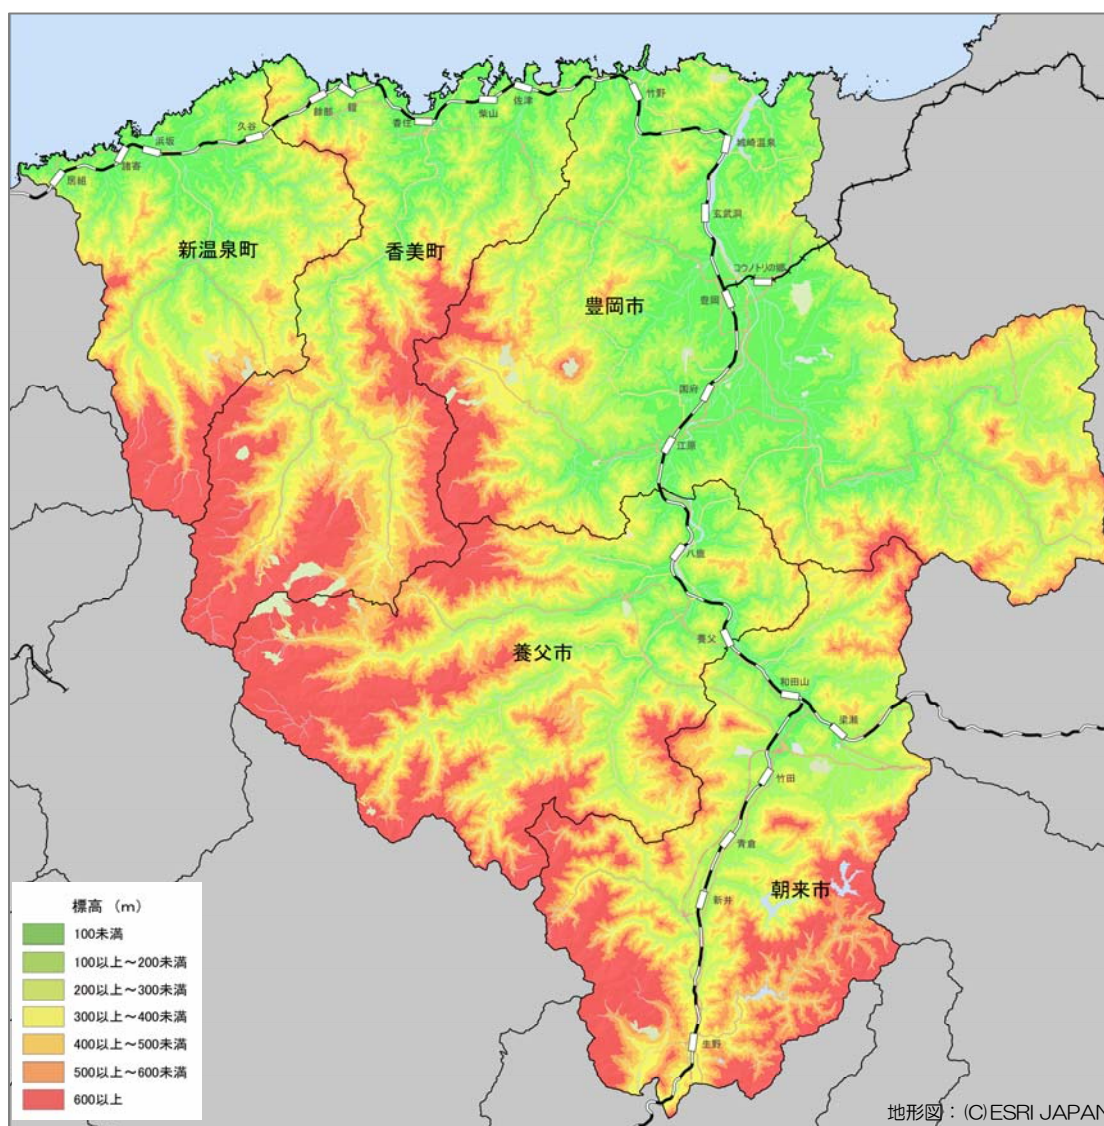 竹野
佐津
柴山
香住
鎧
餘部
久谷
浜坂
諸寄
居組
城崎温泉
玄武洞
コウノトリの郷
豊岡
新温泉町
香美町
豊岡市
国府
江原
八鹿
養父
養父市
和田山
梁瀬
竹田
青倉
新井
朝来市
生野
標高 (m)
100未満
100以上~200未満
200以上~300未満
300以上~400未満
400以上~500未満
500以上~600未満
600以上
地形図：(C)ESRI JAPAN